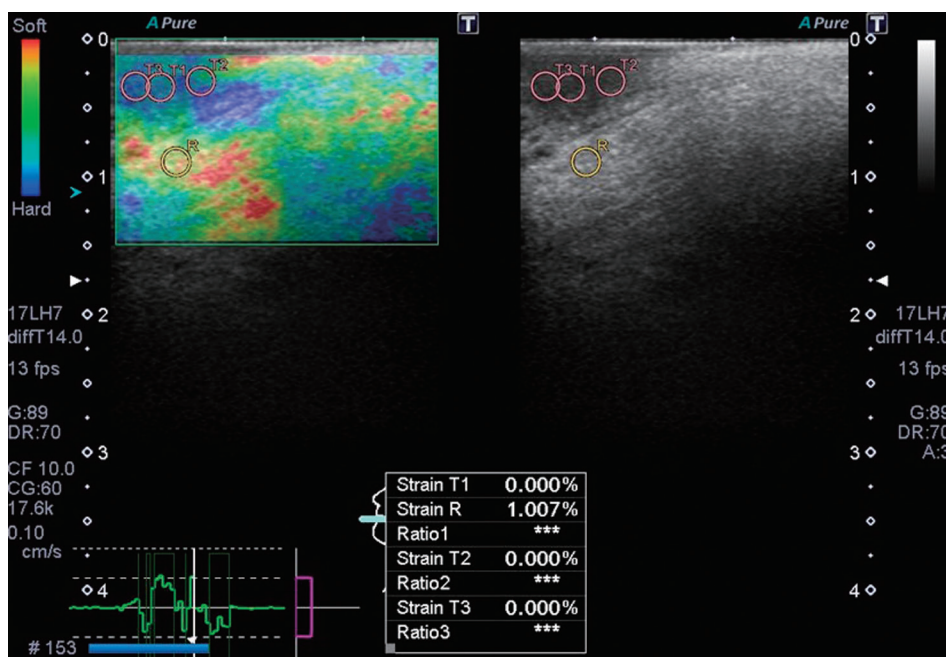 Soft
A Pure
T
A Pure
T
0
0
T3 T1 T2
T3 T1 T2
R
R
1
1
Hard
2
2
17LH7
diffT14.0
13 fps
G:89
DR:70
CF 10.0
CG:60
17.6k
0.10
cm/s
17LH7
diffT14.0
13 fps
G:89
DR:70
A:3
3
3
Strain T1 0.000%
Strain R 1.007%
Ratio1 ***
Strain T2 0.000%
Ratio2 ***
Strain T3 0.000%
Ratio3 ***
4
4
# 153